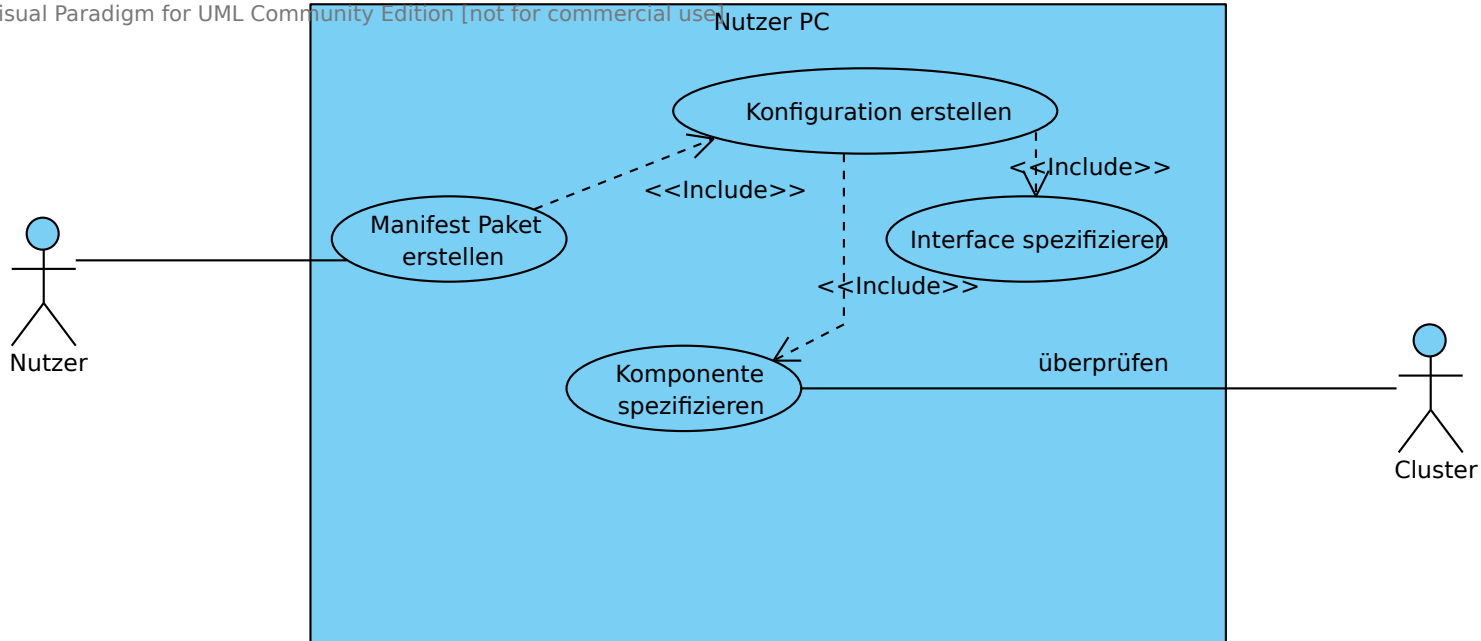 isual Paradigm for UML Community Edition [not for commercial use]
Nutzer PC
Konfiguration erstellen
<<Include>>
<<Include>>
Manifest Paket
erstellen
Interface spezifizieren
<<Include>>
Nutzer
überprüfen
Komponente
spezifizieren
Cluster